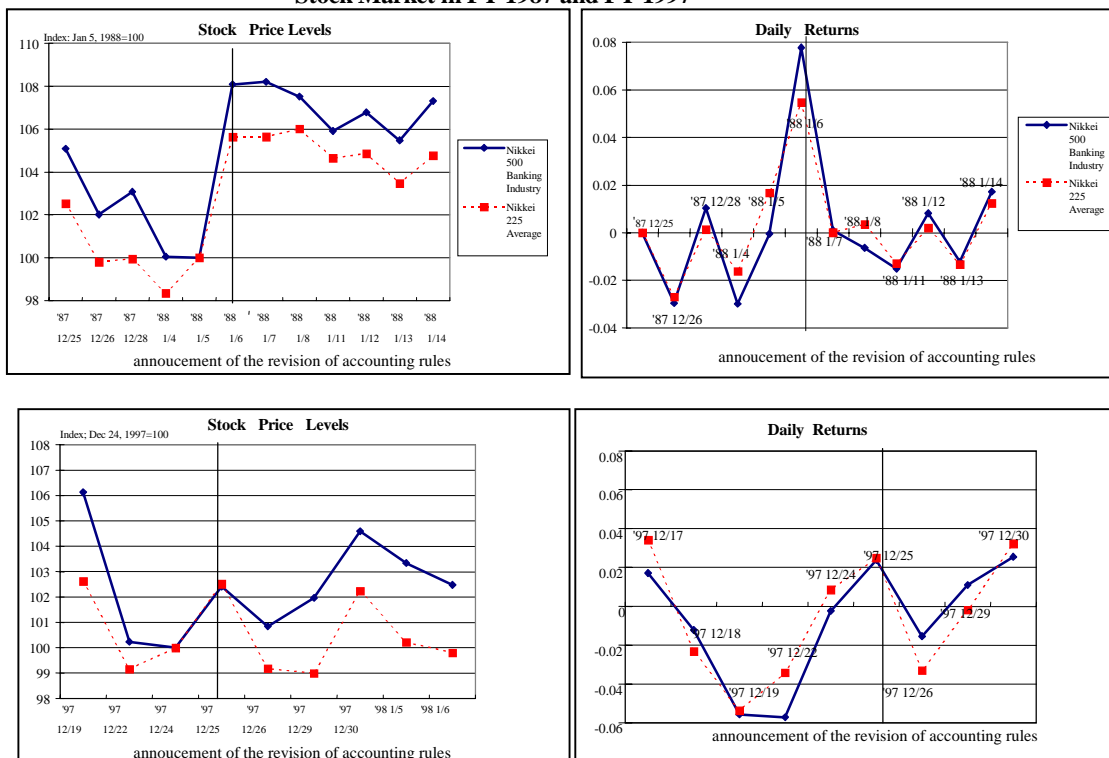 Stock Market in FY 1987 and FY 1997
Index: Jan 5, 1988=100
Stock Price Levels
110
108
106
104
102
100
98
'87 '87 '87 '88 '88 '88 '88 '88 '88 '88 '88 '88
12/25 12/26 12/28 1/4 1/5 1/6 1/7 1/8 1/11 1/12 1/13 1/14
annoucement of the revision of accounting rules
Nikkei
500
Banking
Industry
Nikkei
225
Average
Daily Returns
0.08
0.06
0.04
0.02
0
-0.02
-0.04
'87 12/25
'87 12/26
'87 12/28
'88 1/4
'88 1/5
'88 1/6
'88 1/7
'88 1/8
'88 1/11
'88 1/12
'88 1/13
'88 1/14
annoucement of the revision of accounting rules
Nikkei
500
Banking
Industry
Nikkei
225
Average
Stock Price Levels
Index; Dec 24, 1997=100
108
107
106
105
104
103
102
101
100
99
98
'97 '97 '97 '97 '97 '97 '97 '98 1/5 '98 1/6
12/19 12/22 12/24 12/25 12/26 12/29 12/30
annoucement of the revision of accounting rules
Daily Returns
0.08
0.06
0.04
0.02
0
-0.02
-0.04
-0.06
'97 12/17
'97 12/18
'97 12/19
'97 12/22
'97 12/24
'97 12/25
'97 12/26
'97 12/29
'97 12/30
annoucement of the revision of accounting rules